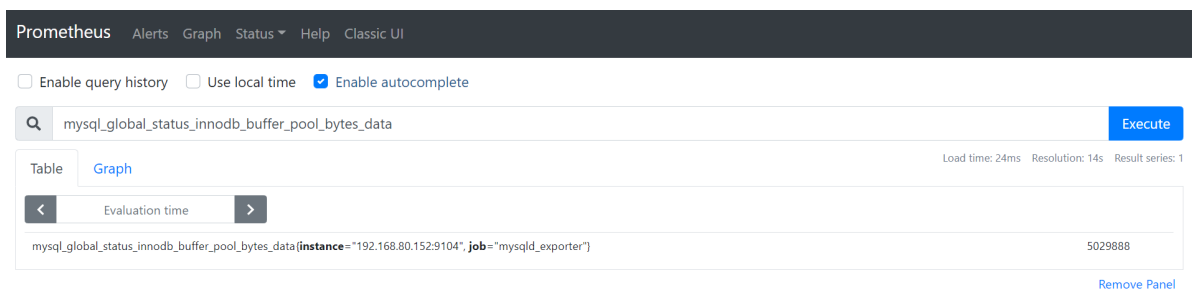 Prometheus Alerts Graph Status Help Classic UI
Enable query history Use local time Enable autocomplete
mysql_global_status_innodb_buffer_pool_bytes_data Execute
Load time: 24ms Resolution: 14s Result series: 1
Table Graph
Evaluation time
mysql_global_status_innodb_buffer_pool_bytes_data{instance="192.168.80.152:9104", job="mysqld_exporter"} 5029888
Remove Panel